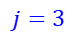 j = 3